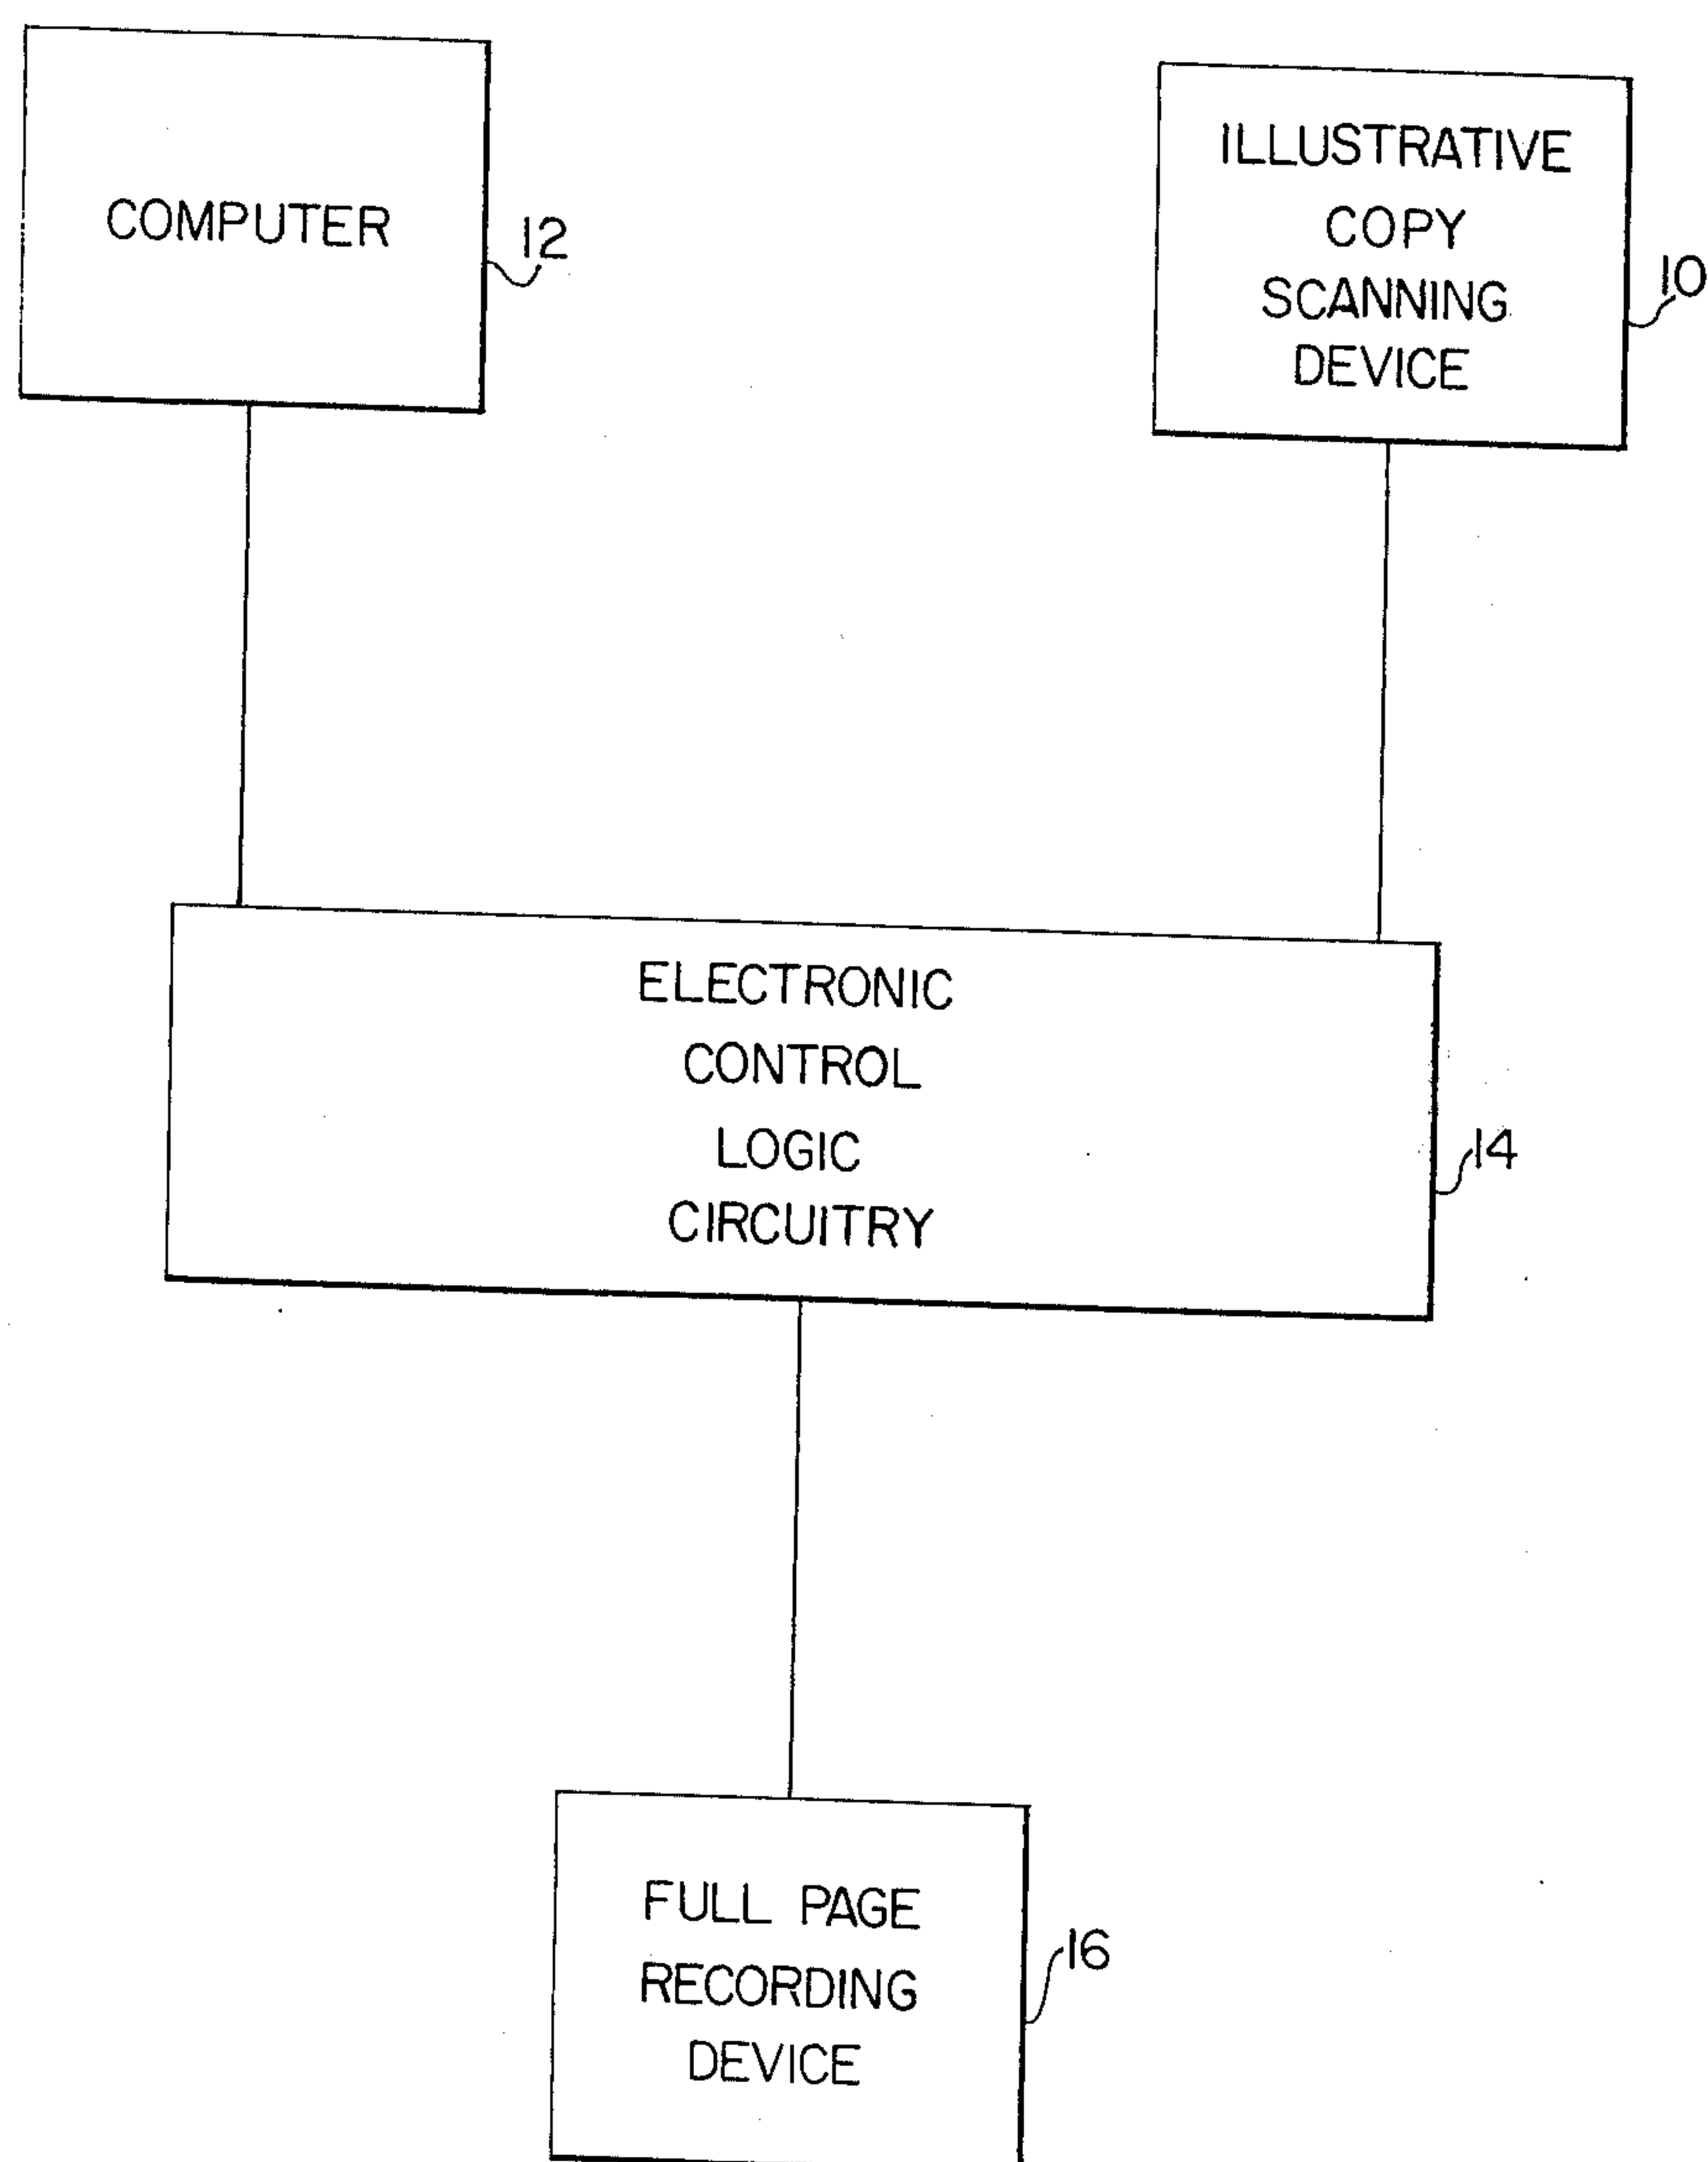 COMPUTER
12
ILLUSTRATIVE
COPY
SCANNING
DEVICE
10
ELECTRONIC
CONTROL
LOGIC
CIRCUITRY
14
FULL PAGE
RECORDING
DEVICE
16